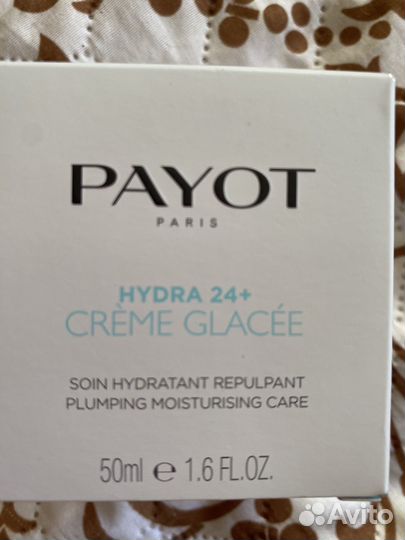 PAYOT
PARIS
HYDRA 24+
CRÈME GLACÉE
SOIN HYDRATANT REPULPANT
PLUMPING MOISTURISING CARE
50ml ℮ 1.6 FL.OZ.
Avito